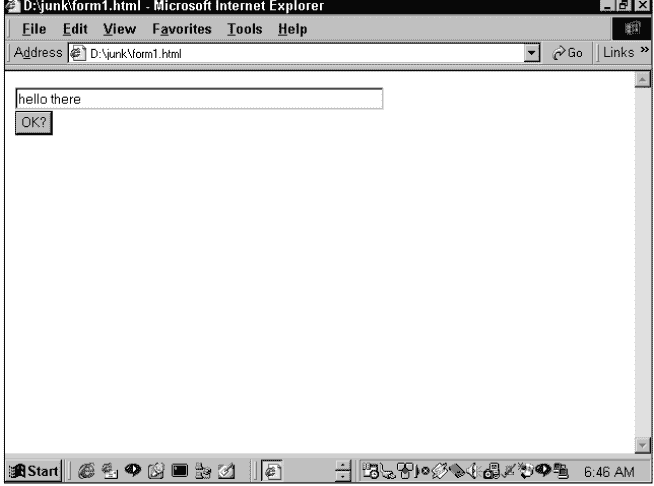 D:\junk\form1.html - Microsoft Internet Explorer
File Edit View Favorites Tools Help
Address D:\junk\form1.html Go Links »
hello there
OK?
Start 6:46 AM